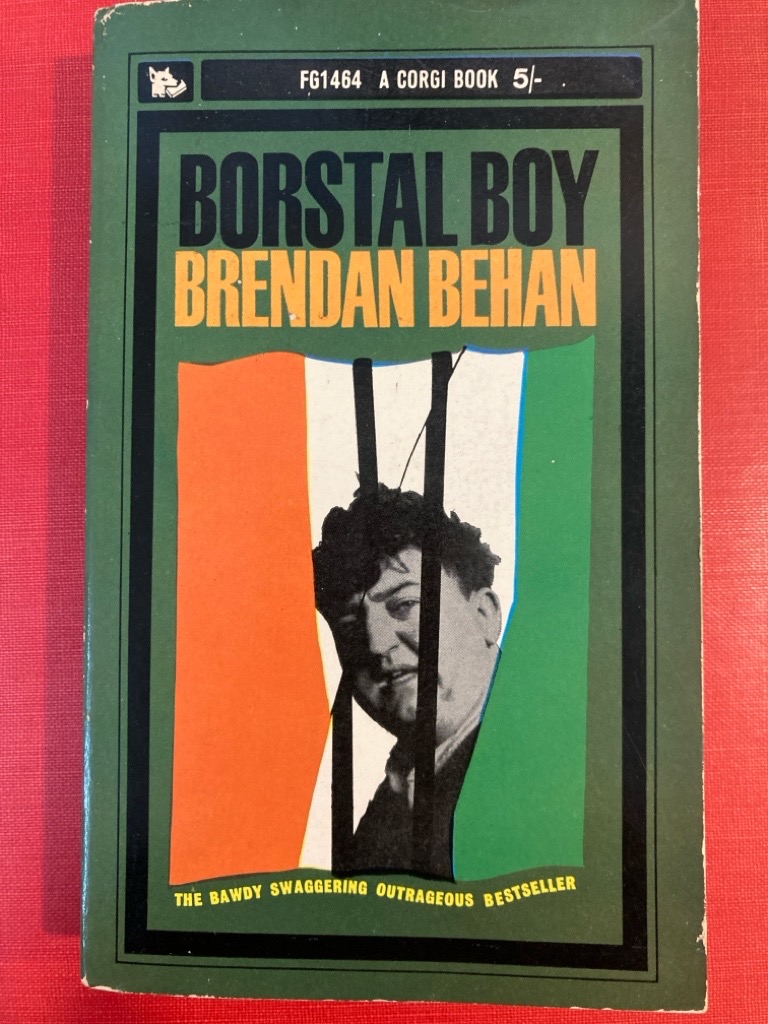 FG1464 A CORGI BOOK 5/-
BORSTAL BOY
BRENDAN BEHAN
THE BAWDY SWAGGERING OUTRAGEOUS BESTSELLER